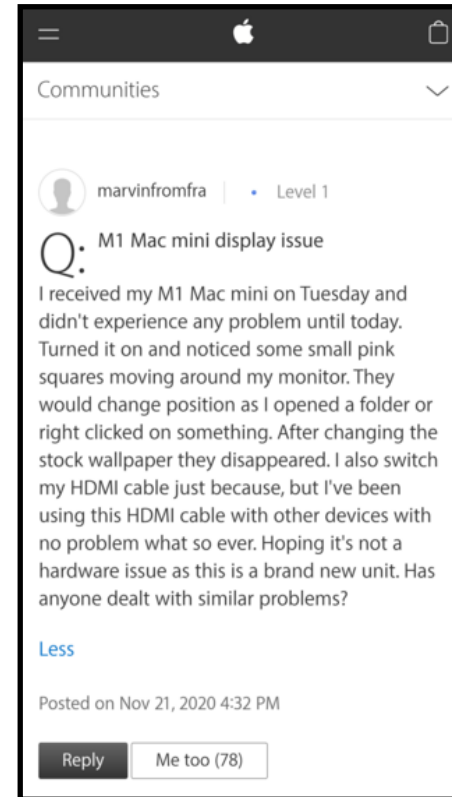 Communities
marvinfromfra • Level 1
Q: M1 Mac mini display issue
I received my M1 Mac mini on Tuesday and
didn't experience any problem until today.
Turned it on and noticed some small pink
squares moving around my monitor. They
would change position as I opened a folder or
right clicked on something. After changing the
stock wallpaper they disappeared. I also switch
my HDMI cable just because, but I've been
using this HDMI cable with other devices with
no problem what so ever. Hoping it's not a
hardware issue as this is a brand new unit. Has
anyone dealt with similar problems?
Less
Posted on Nov 21, 2020 4:32 PM
Reply Me too (78)